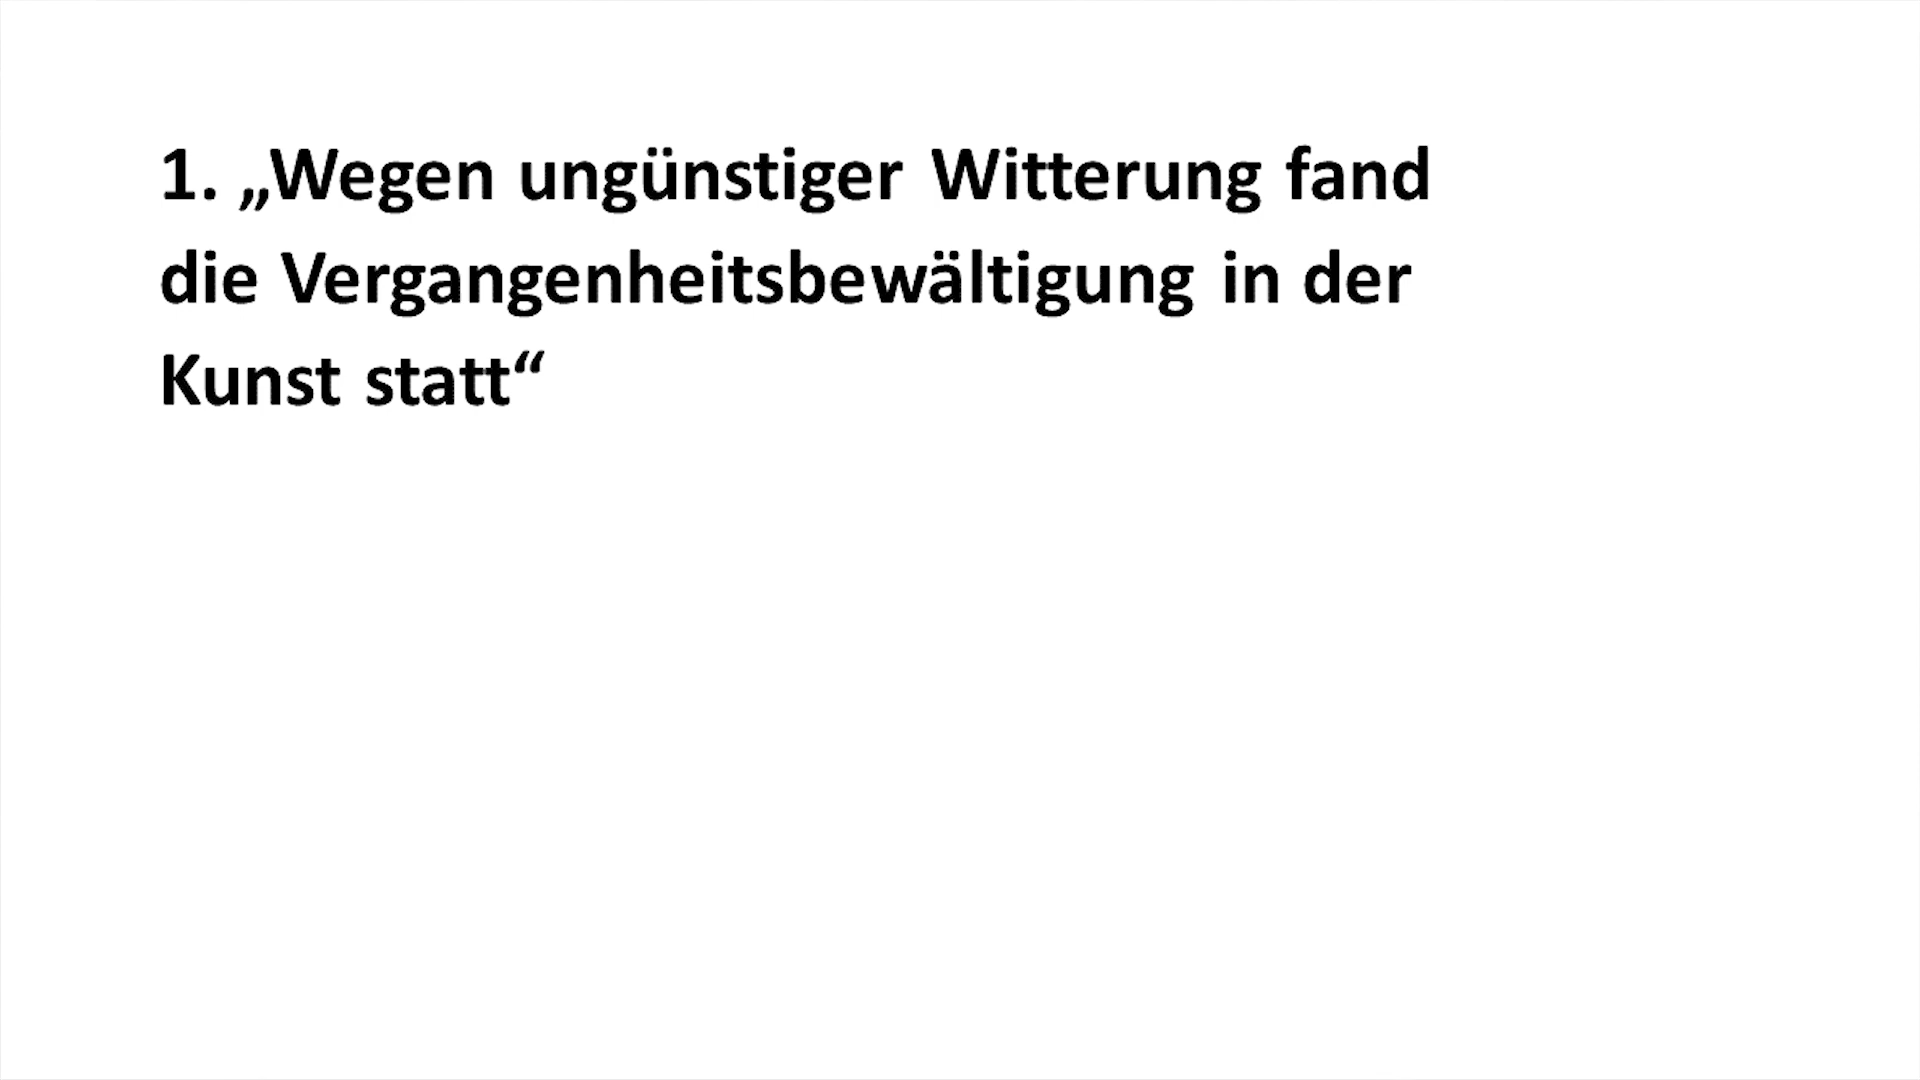 1. „Wegen ungünstiger Witterung fand
die Vergangenheitsbewältigung in der
Kunst statt“